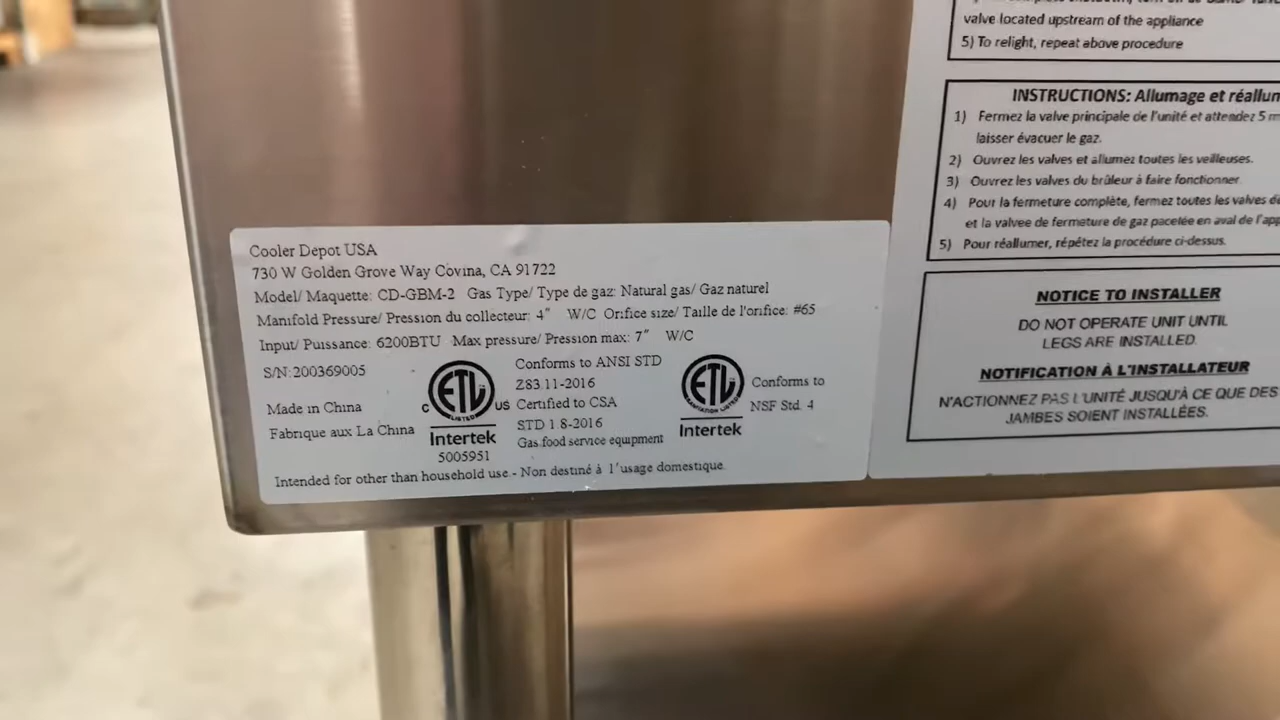 Cooler Depot USA
730 W Golden Grove Way Covina, CA 91722
Model/ Maquette: CD-GBM-2 Gas Type/ Type de gaz: Natural gas/ Gaz naturel
Manifold Pressure/ Pression du collecteur: 4" W/C Orifice size/ Taille de l'orifice: #65
Input/ Puissance: 6200BTU Max pressure/ Pression max: 7" W/C
S/N:200369005
Made in China
Fabrique aux La China
C ETL US
LISTED
Intertek
5005951
Conforms to ANSI STD
Z83.11-2016
Certified to CSA
STD 1.8-2016
Gas food service equipment
ETL
SANITATION LISTED
Intertek
Conforms to
NSF Std. 4
Intended for other than household use - Non destiné à l'usage domestique.
valve located upstream of the appliance
5) To relight, repeat above procedure
INSTRUCTIONS: Allumage et
1) Fermez la valve principale de l'unité et attendez 5
laisser évacuer le gaz.
2) Ouvrez les valves et allumez toutes les veilleuses.
3) Ouvrez les valves du brûleur à faire fonctionner.
4) Pour la fermeture complète, fermez toutes les valves
et la valvee de fermeture de gaz pacetée en aval de
5) Pour réallumer, répétez la procédure ci-dessus.
NOTICE TO INSTALLER
DO NOT OPERATE UNIT UNTIL
LEGS ARE INSTALLED.
NOTIFICATION À L'INSTALLATEUR
N'ACTIONNEZ PAS L'UNITÉ JUSQU'À CE QUE DES
JAMBES SOIENT INSTALLÉES.